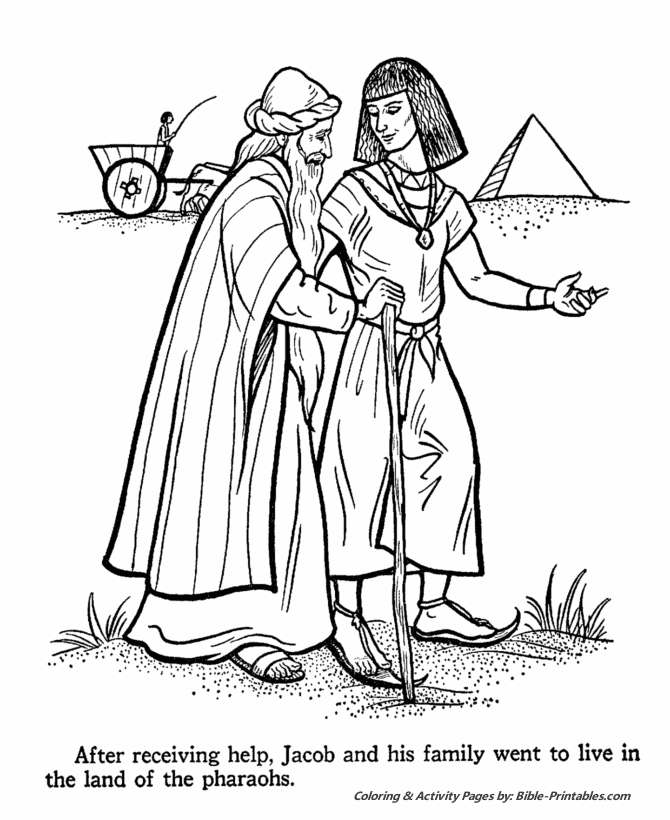 After receiving help, Jacob and his family went to live in
the land of the pharaohs.
Coloring & Activity Pages by: Bible-Printables.com